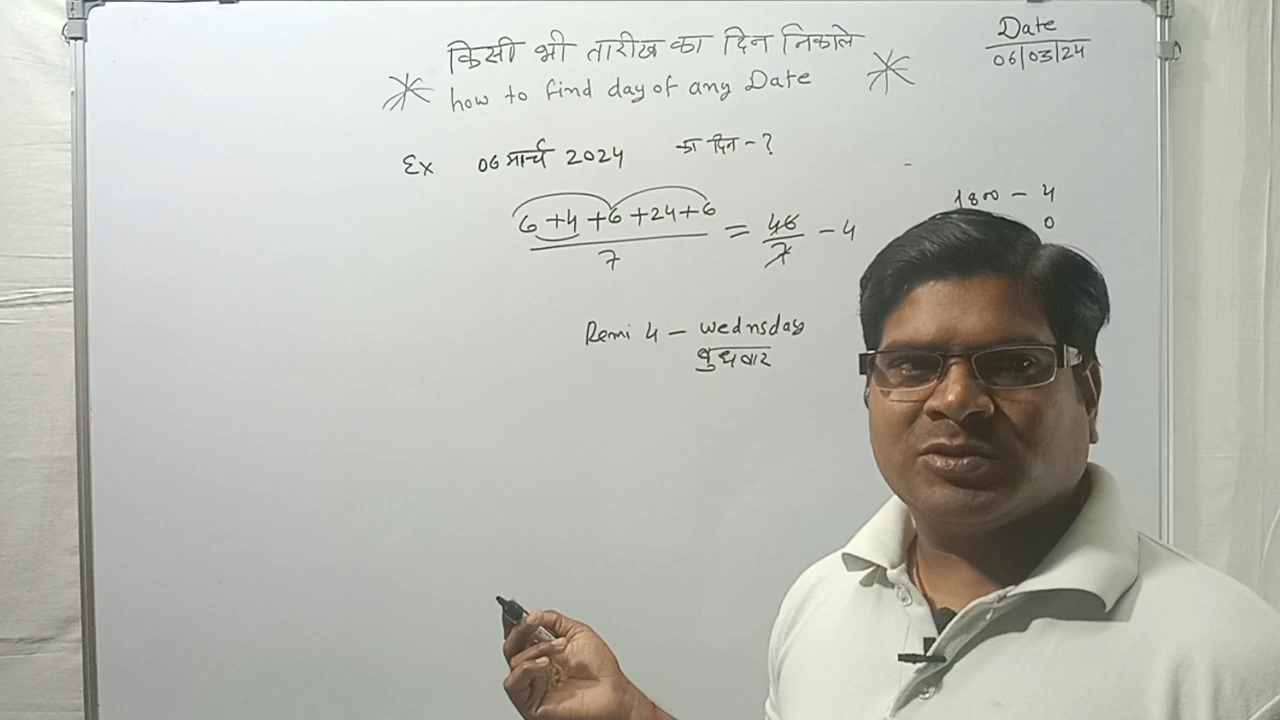 किसी भी तारीख का दिन निकाले
how to find day of any Date
Date
06/03/24
Ex 06 मार्च 2024 का दिन - ?
6 +4 +6 +24+6
7
= 46
7
- 4
1800 - 4
0
Remi 4 - wednsday
बुधवार